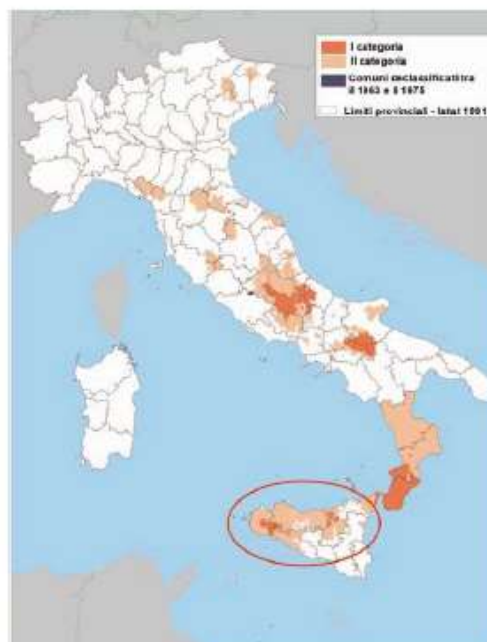 I categoria
II categoria
Comuni declassificati tra
il 1963 e il 1975
Limiti provinciali - Istat 1991